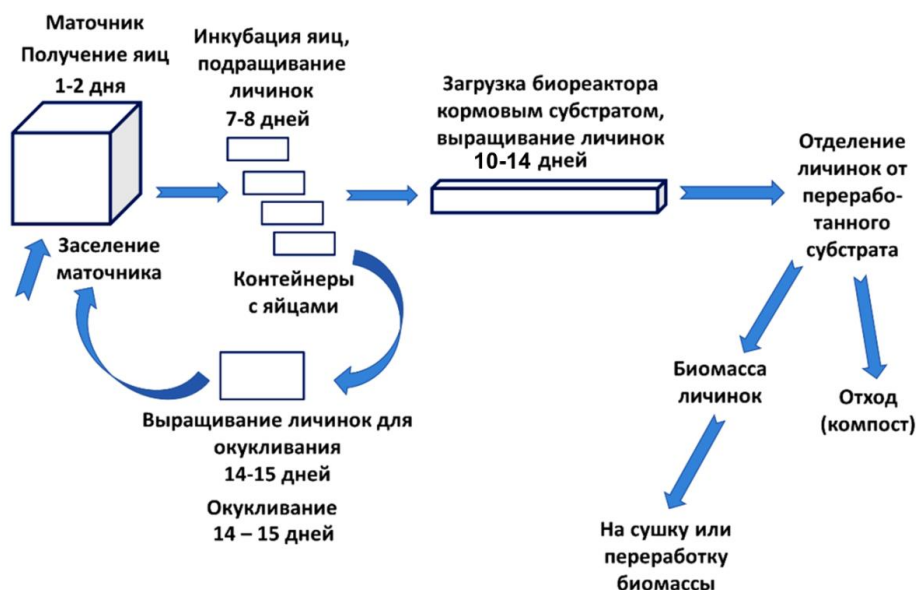 Маточник
Получение яиц
1-2 дня
Инкубация яиц,
подращивание
личинок
7-8 дней
Загрузка биореактора
кормовым субстратом,
выращивание личинок
10-14 дней
Отделение
личинок от
перерабо-
танного
субстрата
Заселение
маточника
Контейнеры
с яйцами
Выращивание личинок для
окукливания
14-15 дней
Окукливание
14 – 15 дней
Биомасса
личинок
Отход
(компост)
На сушку или
переработку
биомассы